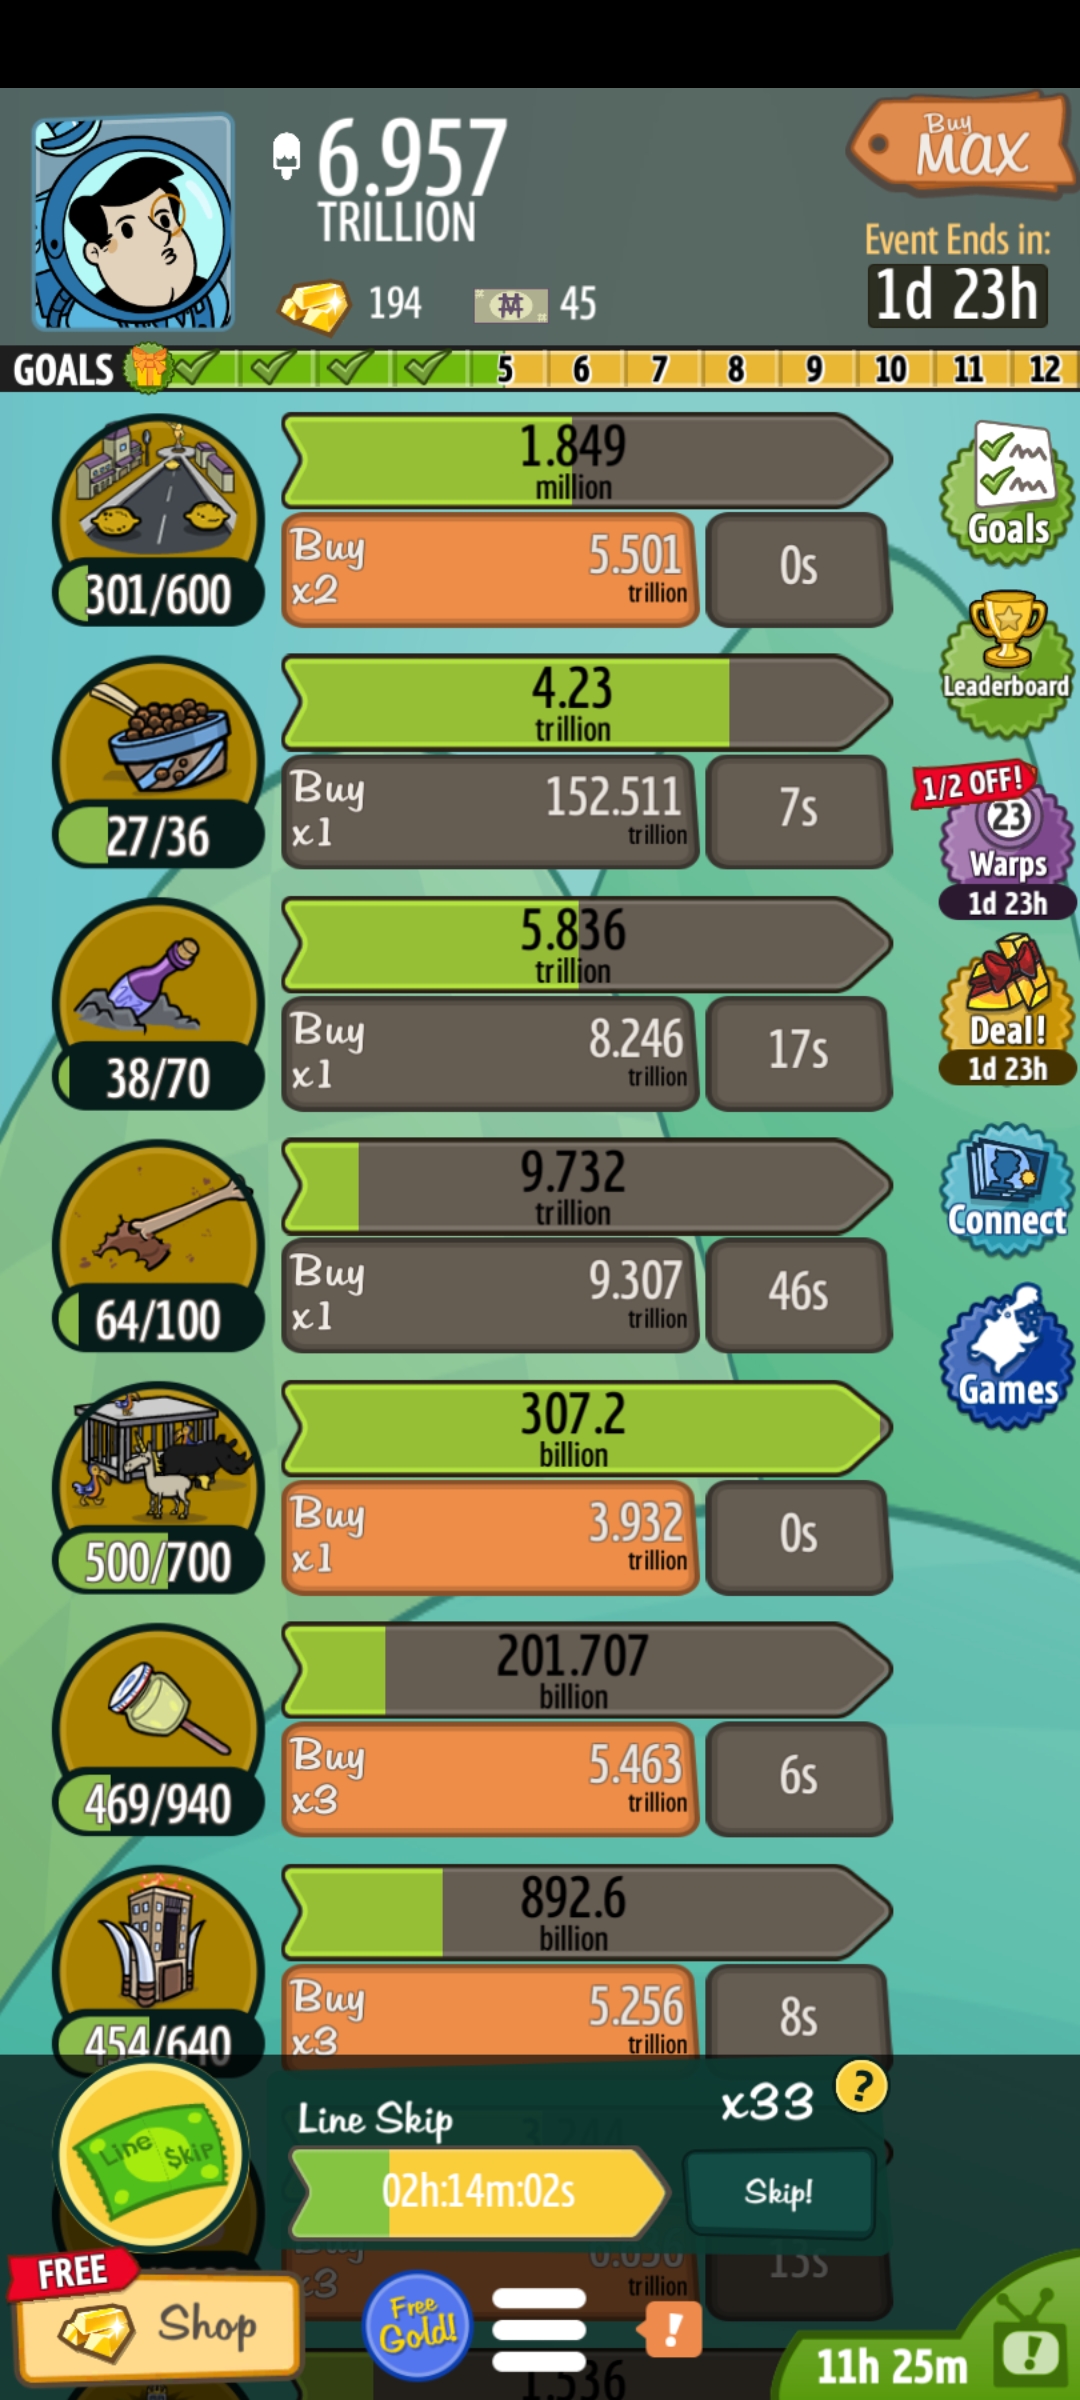 6.957
TRILLION
Buy
MAX
Event Ends in:
1d 23h
194
45
GOALS
5
6
7
8
9
10
11
12
1.849
million
301/600
Buy
x2
5.501
trillion
0s
Goals
4.23
trillion
27/36
Buy
x1
152.511
trillion
7s
Leaderboard
1/2 OFF!
23
Warps
1d 23h
5.836
trillion
38/70
Buy
x1
8.246
trillion
17s
Deal!
1d 23h
9.732
trillion
64/100
Buy
x1
9.307
trillion
46s
Connect
Games
307.2
billion
500/700
Buy
x1
3.932
trillion
0s
201.707
billion
469/940
Buy
x3
5.463
trillion
6s
892.6
billion
454/640
Buy
x3
5.256
trillion
8s
Line Skip
x33
?
Line $kip
02h:14m:02s
Skip!
Buy
x3
trillion
13s
FREE
Shop
Free
Gold!
!
1.536
11h 25m
!